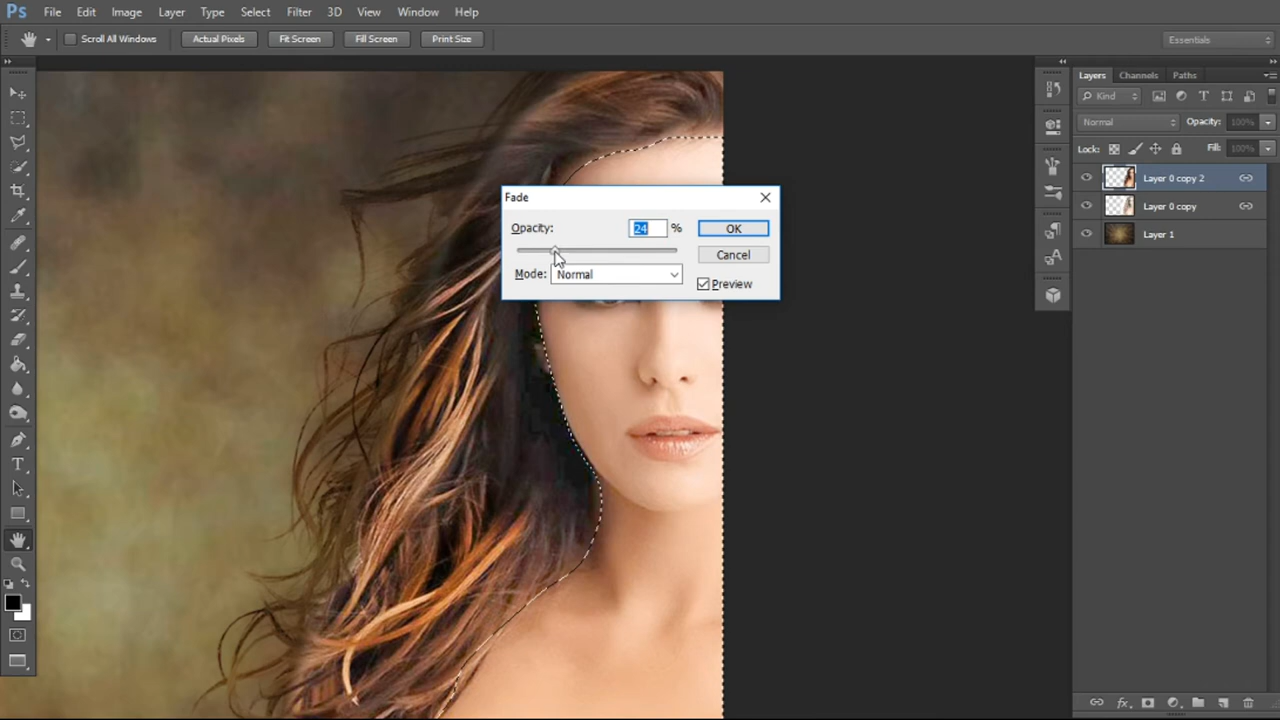 Ps File Edit Image Layer Type Select Filter 3D View Window Help
Scroll All Windows Actual Pixels Fit Screen Fill Screen Print Size Essentials
Layers Channels Paths
Kind
Normal Opacity: 100%
Lock: Fill: 100%
Layer 0 copy 2
Layer 0 copy
Layer 1
Fade
Opacity: 24 % OK
Cancel
Mode: Normal
Preview